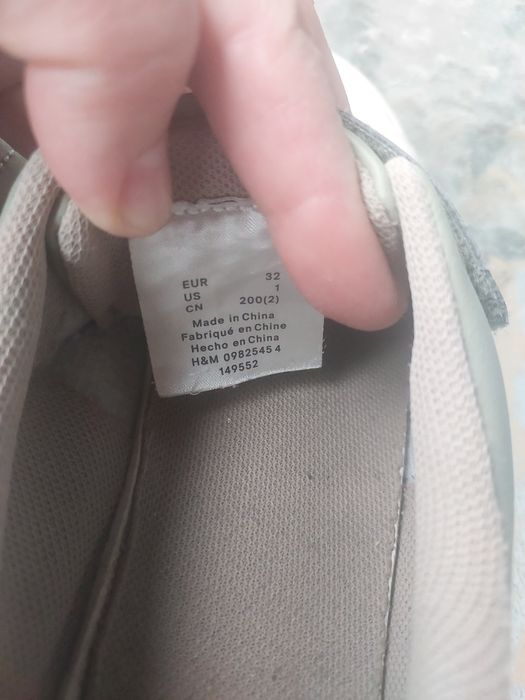 EUR 32
US 1
CN 200(2)
Made in China
Fabriqué en Chine
Hecho en China
H&M 0982545 4
149552